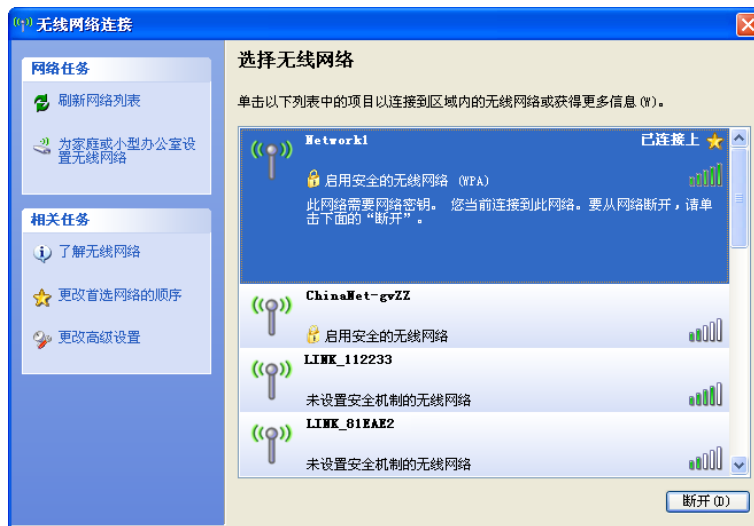 无线网络连接
网络任务
刷新网络列表
为家庭或小型办公室设
置无线网络
相关任务
了解无线网络
更改首选网络的顺序
更改高级设置
选择无线网络
单击以下列表中的项目以连接到区域内的无线网络或获得更多信息(W)。
Network1 已连接上
启用安全的无线网络 (WPA)
此网络需要网络密钥。 您当前连接到此网络。要从网络断开，请单
击下面的“断开”。
ChinaNet-gvZZ
启用安全的无线网络
LINK_112233
未设置安全机制的无线网络
LINK_81EAE2
未设置安全机制的无线网络
断开(D)